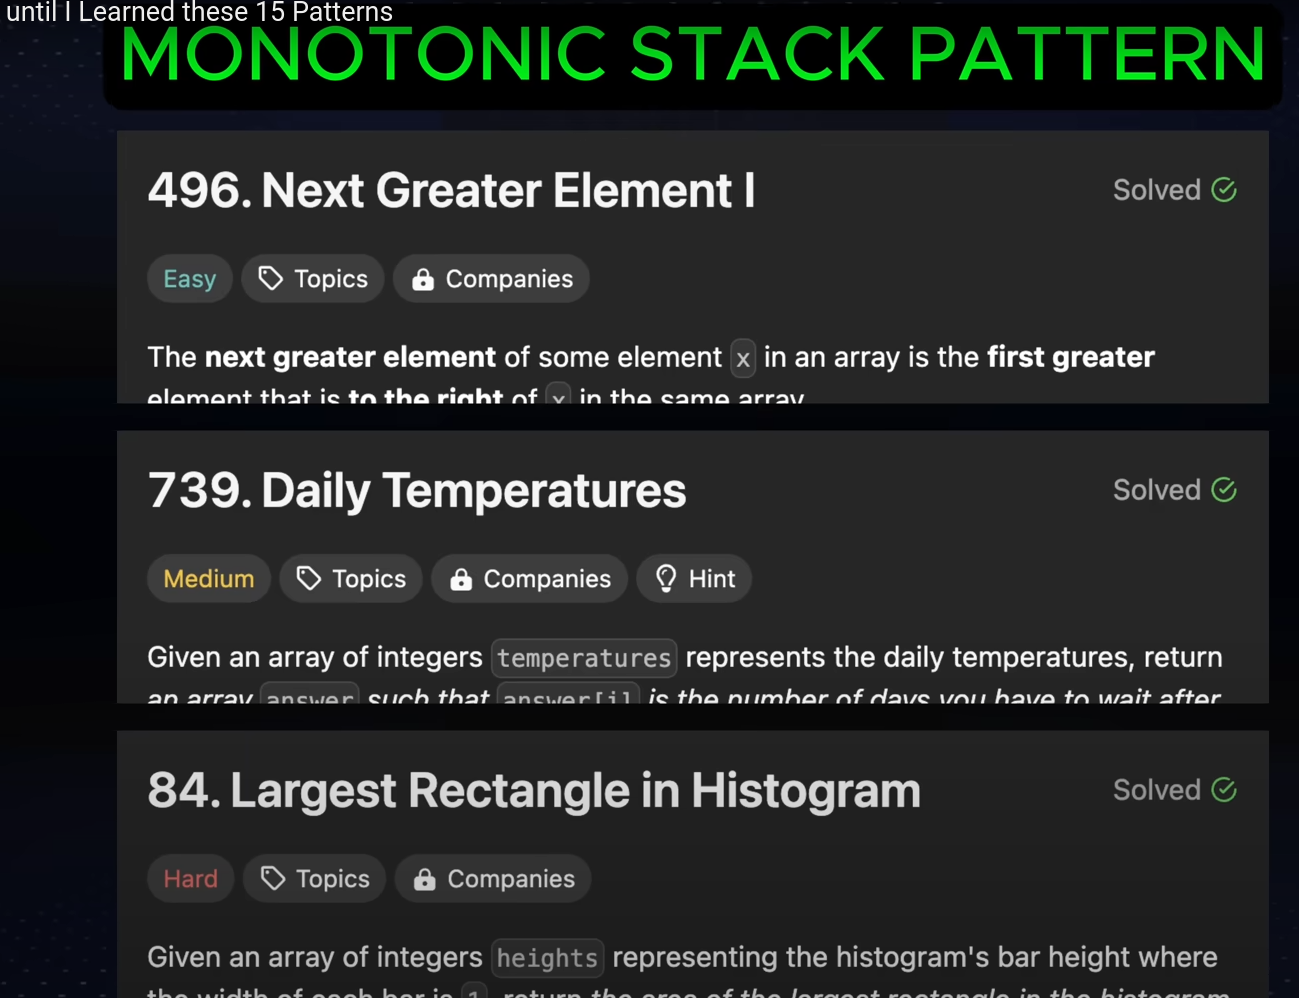 until I Learned these 15 Patterns
MONOTONIC STACK PATTERN
496. Next Greater Element I
Solved
Easy
Topics
Companies
The next greater element of some element x in an array is the first greater
element that is to the right of x in the same array.
739. Daily Temperatures
Solved
Medium
Topics
Companies
Hint
Given an array of integers temperatures represents the daily temperatures, return
an array answer such that answer[i] is the number of days you have to wait after
84. Largest Rectangle in Histogram
Solved
Hard
Topics
Companies
Given an array of integers heights representing the histogram's bar height where
the width of each bar is 1, return the area of the largest rectangle in the histogram